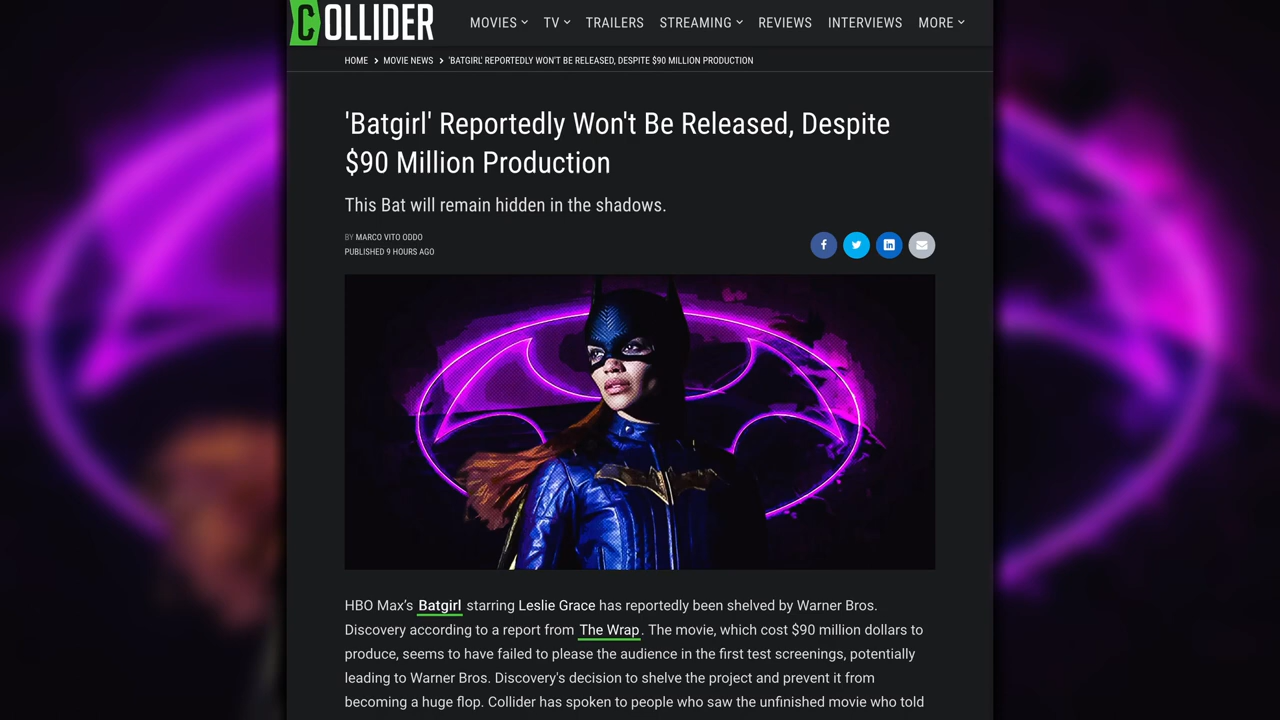 COLLIDER
MOVIES TV TRAILERS STREAMING REVIEWS INTERVIEWS MORE
HOME > MOVIE NEWS > 'BATGIRL' REPORTEDLY WON'T BE RELEASED, DESPITE $90 MILLION PRODUCTION
'Batgirl' Reportedly Won't Be Released, Despite
$90 Million Production
This Bat will remain hidden in the shadows.
BY MARCO VITO ODDO
PUBLISHED 9 HOURS AGO
HBO Max's Batgirl starring Leslie Grace has reportedly been shelved by Warner Bros.
Discovery according to a report from The Wrap. The movie, which cost $90 million dollars to
produce, seems to have failed to please the audience in the first test screenings, potentially
leading to Warner Bros. Discovery's decision to shelve the project and prevent it from
becoming a huge flop. Collider has spoken to people who saw the unfinished movie who told